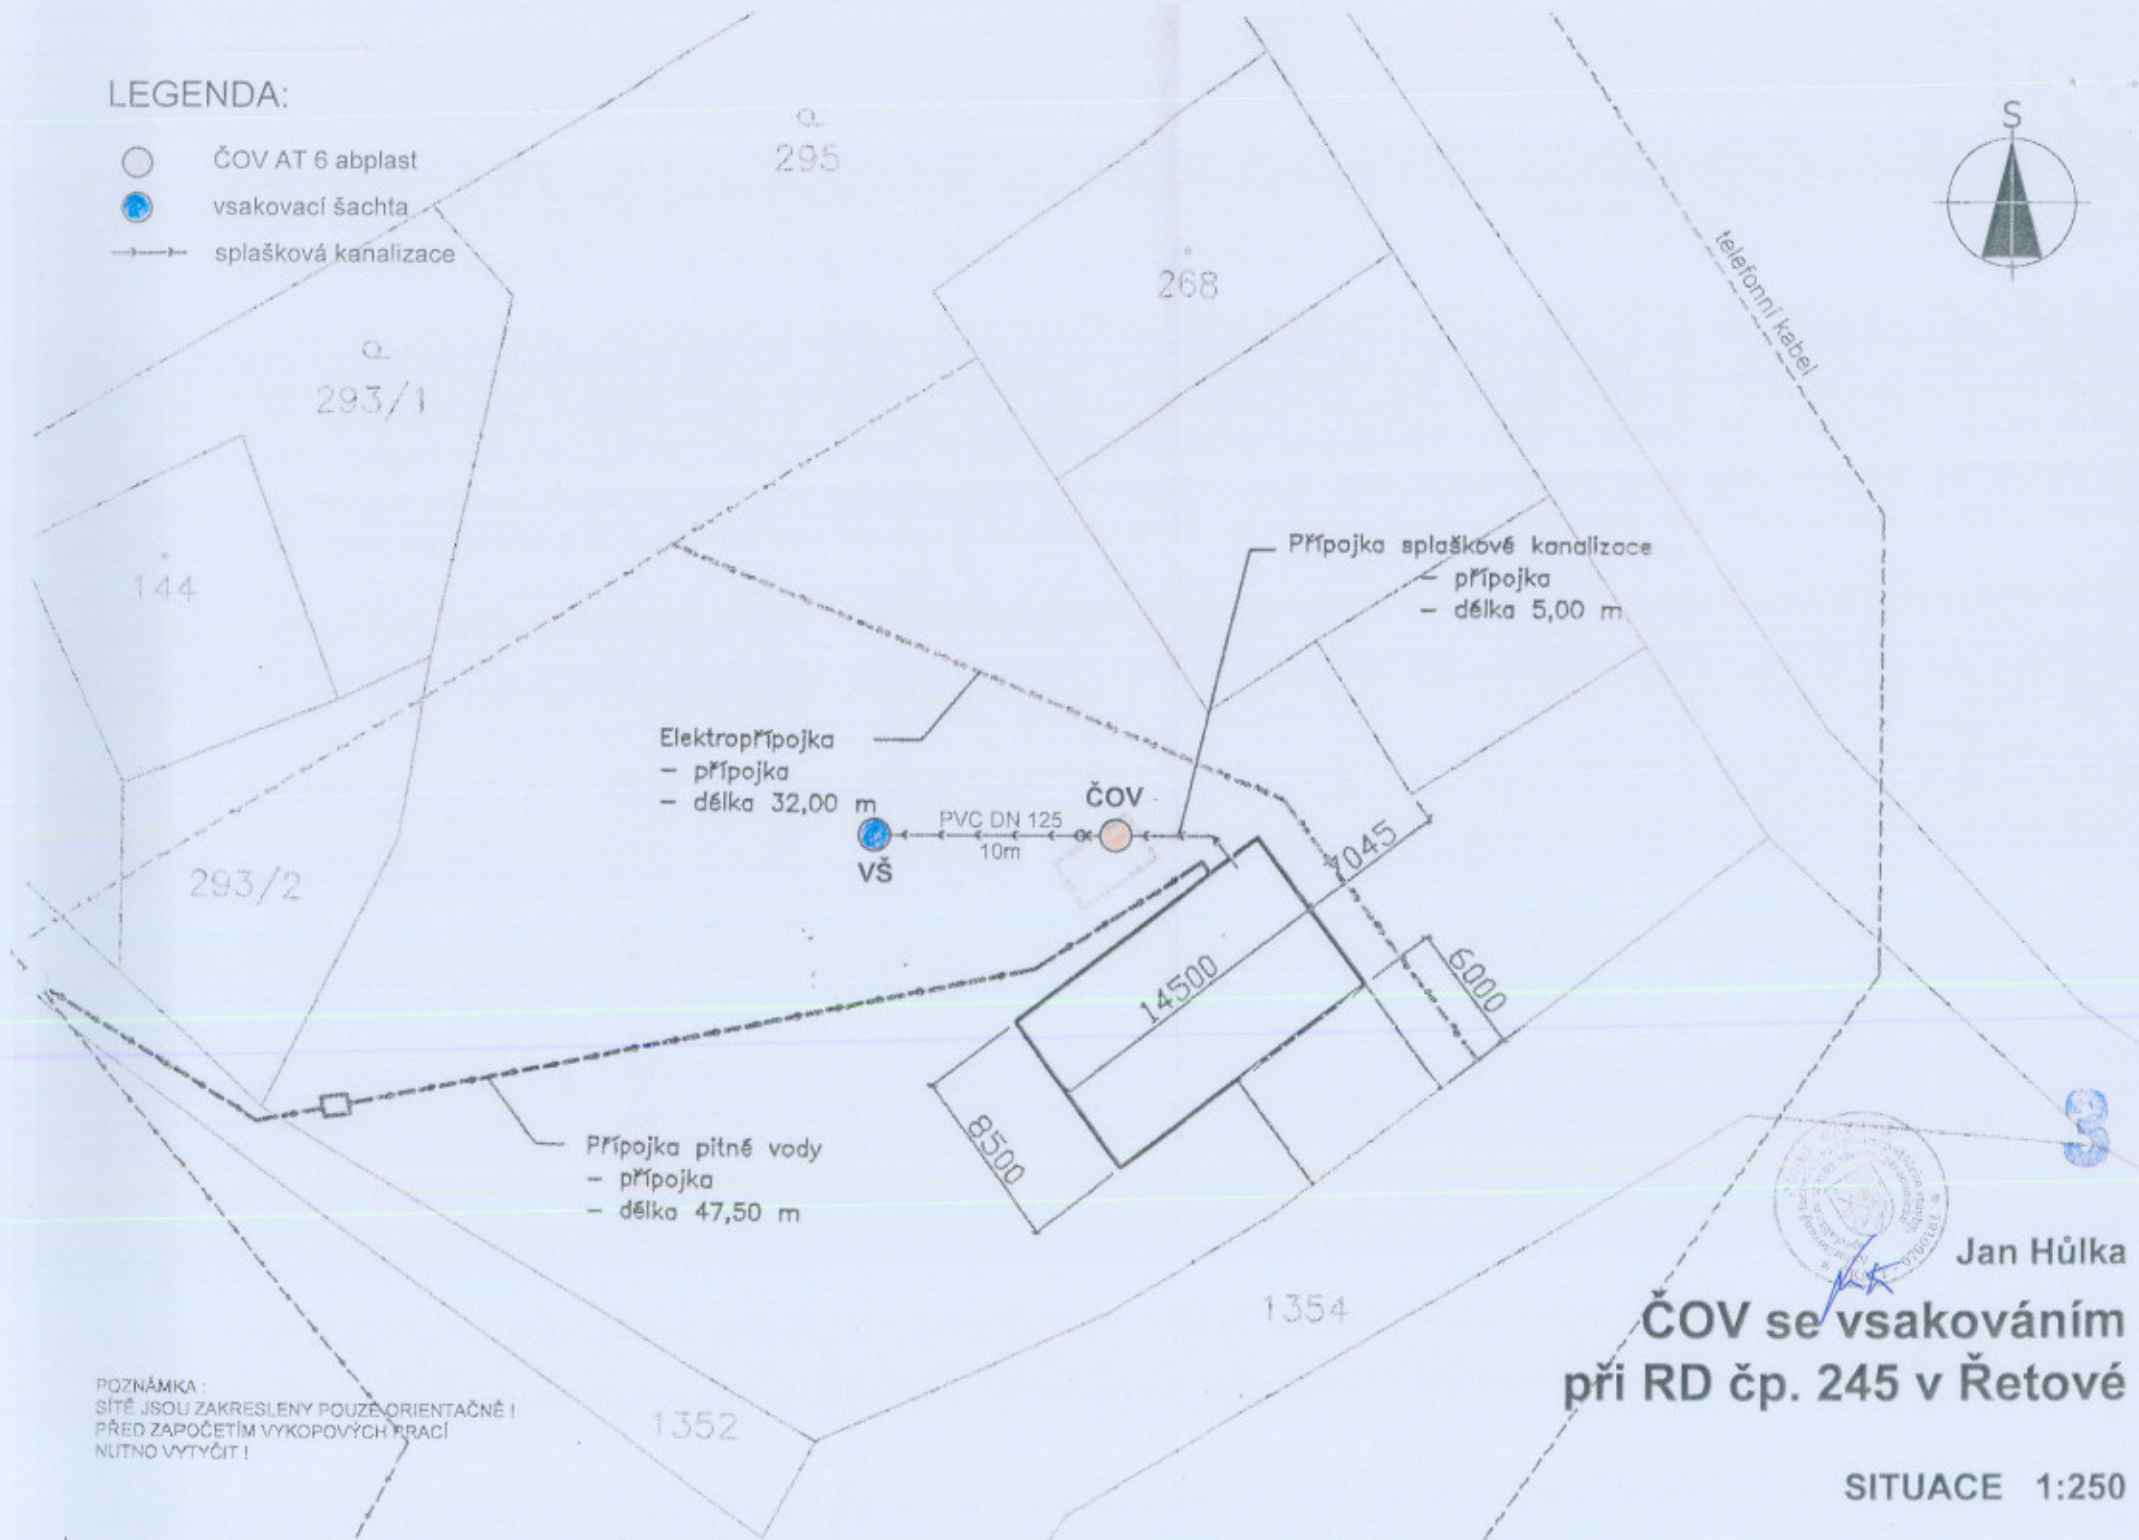 LEGENDA:
ČOV AT 6 abplast
vsakovací šachta
splašková kanalizace
295
S
268
telefonní kabel
293/1
144
Přípojka splaškové kanalizace
– přípojka
– délka 5,00 m
Elektropřípojka
– přípojka
– délka 32,00 m
ČOV
PVC DN 125
10m
VŠ
7045
293/2
14500
6000
8500
Přípojka pitné vody
– přípojka
– délka 47,50 m
3
Jan Hůlka
ČOV se vsakováním
při RD čp. 245 v Řetové
1354
1352
POZNÁMKA :
SÍTĚ JSOU ZAKRESLENY POUZE ORIENTAČNĚ !
PŘED ZAPOČETÍM VYKOPOVÝCH PRACÍ
NUTNO VYTYČIT !
SITUACE 1:250